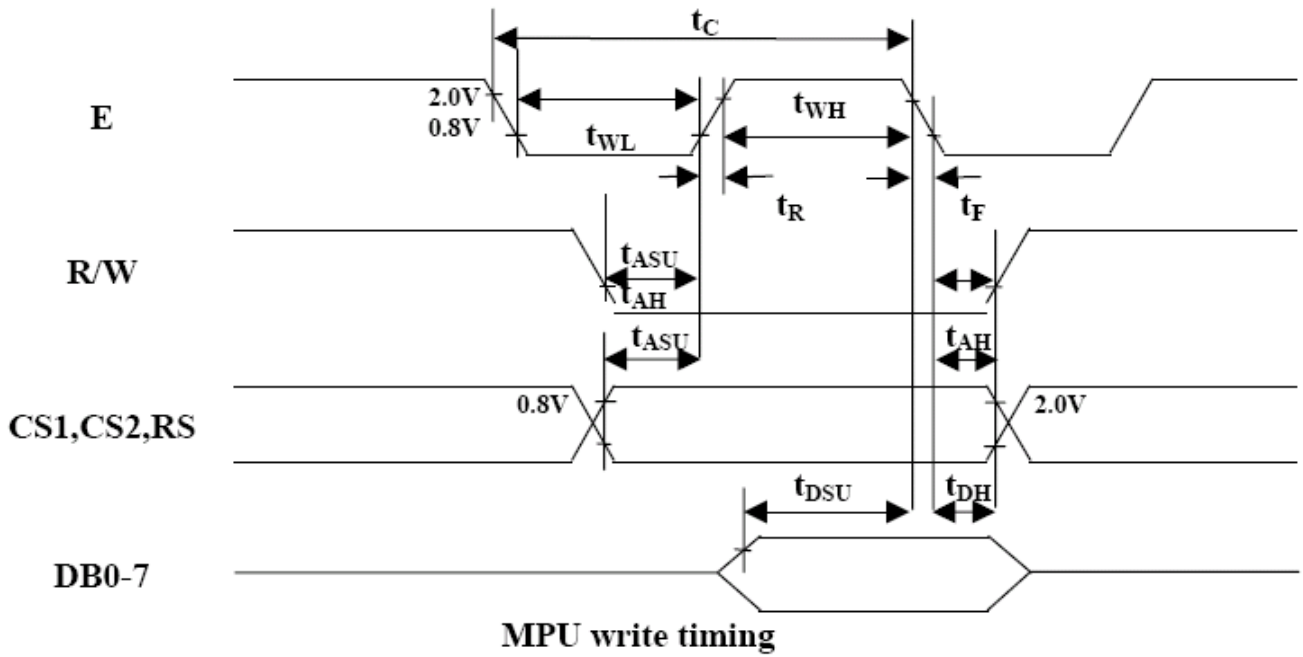 tC
E
2.0V
0.8V
tWL
tWH
tR
tF
R/W
tASU
tAH
tASU
tAH
CS1,CS2,RS
0.8V
2.0V
tDSU
tDH
DB0-7
MPU write timing